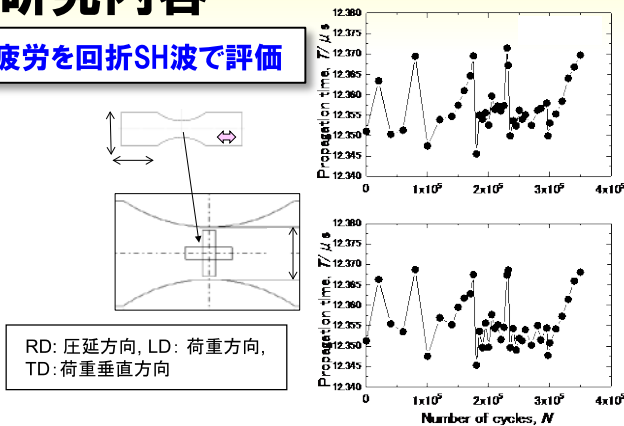 研究内容
疲労を回折SH波で評価
RD: 圧延方向, LD: 荷重方向,
TD:荷重垂直方向
Propagation time, T/μs
12.380
12.375
12.370
12.365
12.360
12.355
12.350
12.345
12.340
0 1x10⁵ 2x10⁵ 3x10⁵ 4x10⁵
Propagation time, T/μs
12.380
12.375
12.370
12.365
12.360
12.355
12.350
12.345
12.340
0 1x10⁵ 2x10⁵ 3x10⁵ 4x10⁵
Number of cycles, N